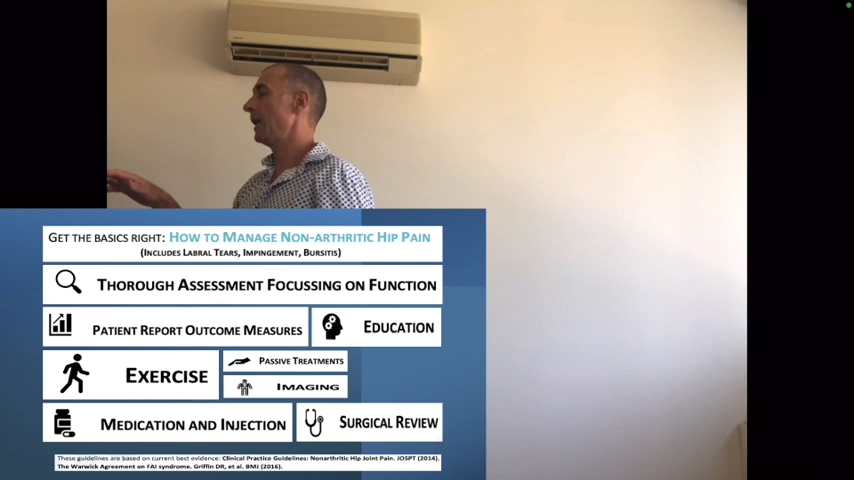 GET THE BASICS RIGHT: HOW TO MANAGE NON-ARTHRITIC HIP PAIN
(INCLUDES LABRAL TEARS, IMPINGEMENT, BURSITIS)
THOROUGH ASSESSMENT FOCUSSING ON FUNCTION
PATIENT REPORT OUTCOME MEASURES
EDUCATION
EXERCISE
PASSIVE TREATMENTS
IMAGING
MEDICATION AND INJECTION
SURGICAL REVIEW
These guidelines are based on current best evidence: Clinical Practice Guidelines: Nonarthritic Hip Joint Pain. JOSPT (2014).
The Warwick Agreement on FAI syndrome. Griffin DR, et al. BMJ (2016).